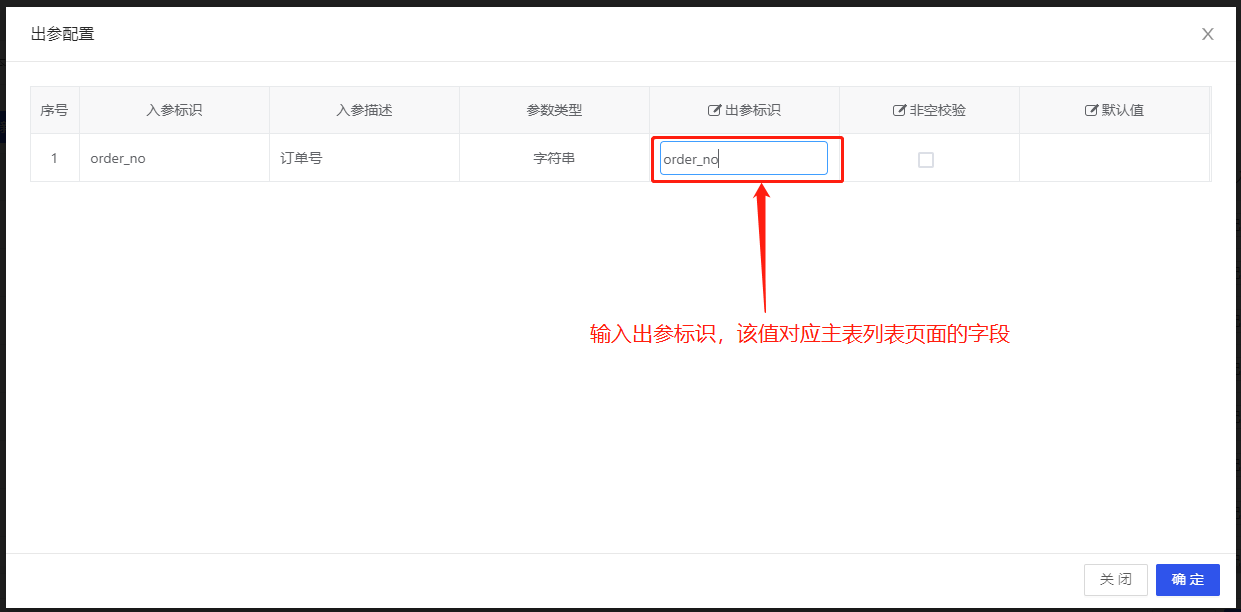 出参配置
X
序号 入参标识 入参描述 参数类型 出参标识 非空校验 默认值
1 order_no 订单号 字符串 order_no
输入出参标识，该值对应主表列表页面的字段
关 闭 确 定